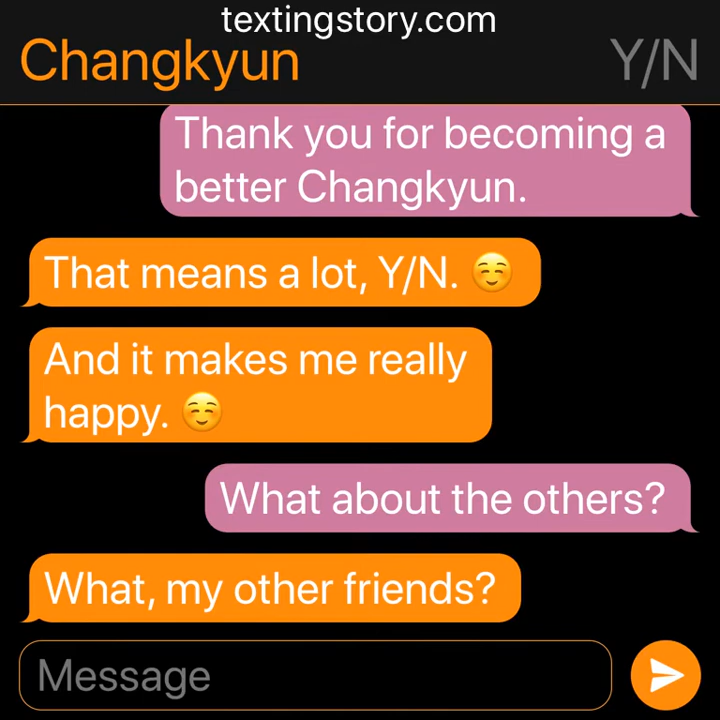 textingstory.com
Changkyun
Y/N
Thank you for becoming a
better Changkyun.
That means a lot, Y/N. ☺️
And it makes me really
happy. ☺️
What about the others?
What, my other friends?
Message